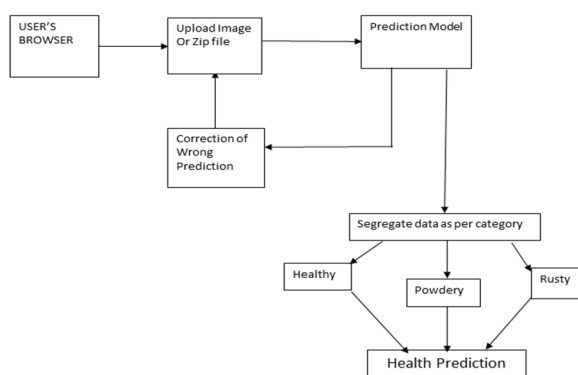 USER'S
BROWSER
Upload Image
Or Zip file
Prediction Model
Correction of
Wrong
Prediction
Segregate data as per category
Healthy
Powdery
Rusty
Health Prediction